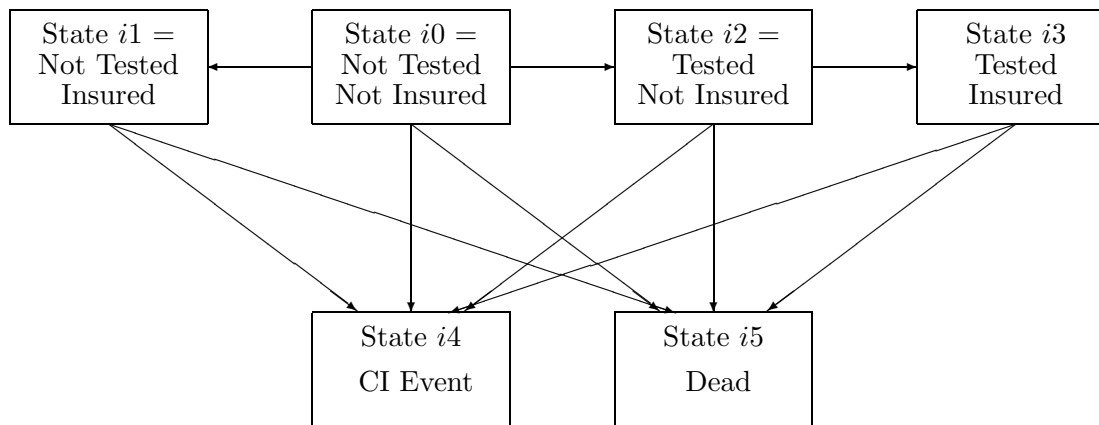 State i1 =
Not Tested
Insured
State i0 =
Not Tested
Not Insured
State i2 =
Tested
Not Insured
State i3
Tested
Insured
State i4
CI Event
State i5
Dead